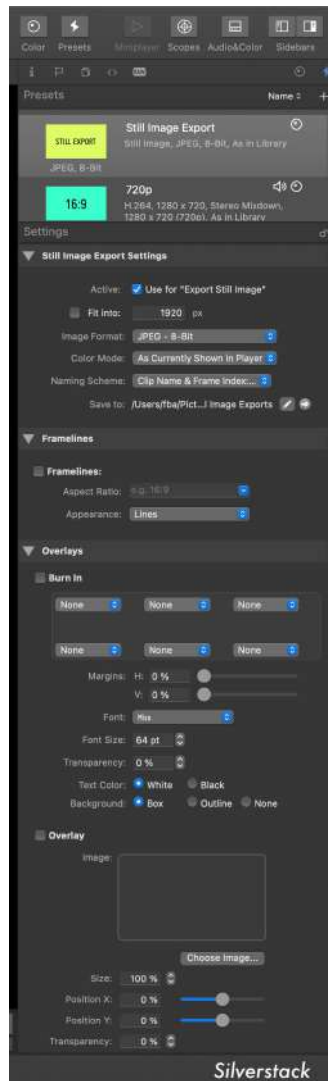 Color Presets Miniplayer Scopes Audio&Color Sidebars
Presets Name +
STILL EXPORT
Still Image Export
Still Image, JPEG, 8-Bit, As in Library
JPEG, 8-Bit
16:9
720p
H.264, 1280 x 720, Stereo Mixdown,
1280 x 720 (720p), As in Library
Settings
Still Image Export Settings
Active: Use for "Export Still Image"
Fit into: 1920 px
Image Format: JPEG - 8-Bit
Color Mode: As Currently Shown in Player
Naming Scheme: Clip Name & Frame Index:...
Save to: /Users/fba/Pict...l Image Exports
Framelines
Framelines:
Aspect Ratio: e.g. 16:9
Appearance: Lines
Overlays
Burn In
None None None
None None None
Margins: H: 0 %
V: 0 %
Font:
Font Size: 64 pt
Transparency: 0 %
Text Color: White Black
Background: Box Outline None
Overlay
Image:
Choose Image...
Size: 100 %
Position X: 0 %
Position Y: 0 %
Transparency: 0 %
Silverstack